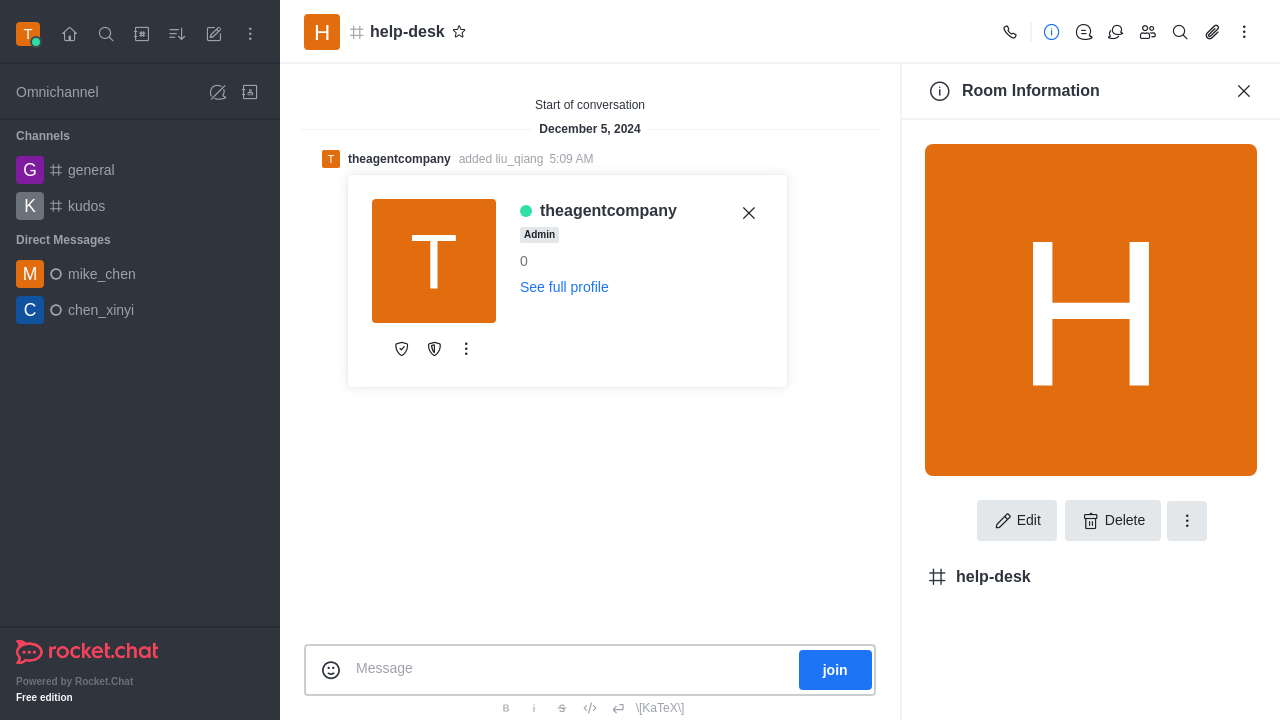 T
H
help-desk
Omnichannel
Room Information
Start of conversation
December 5, 2024
Channels
G general
K kudos
Direct Messages
M mike_chen
C chen_xinyi
T theagentcompany added liu_qiang 5:09 AM
T
theagentcompany
Admin
0
See full profile
H
Edit
Delete
help-desk
rocket.chat
Powered by Rocket.Chat
Free edition
Message
join
B i S </> \[KaTeX]